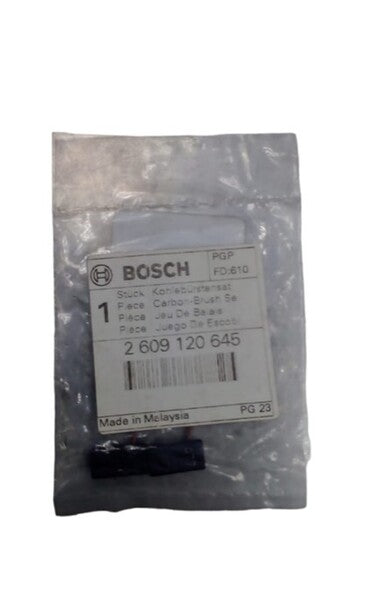 BOSCH
PGP
FD:610
1
Stück Kohlebürstensat
Piece Carbon-Brush Se
Pièce Jeu De Balais
Pièce Juego De Escob
2 609 120 645
Made in Malaysia
PG 23